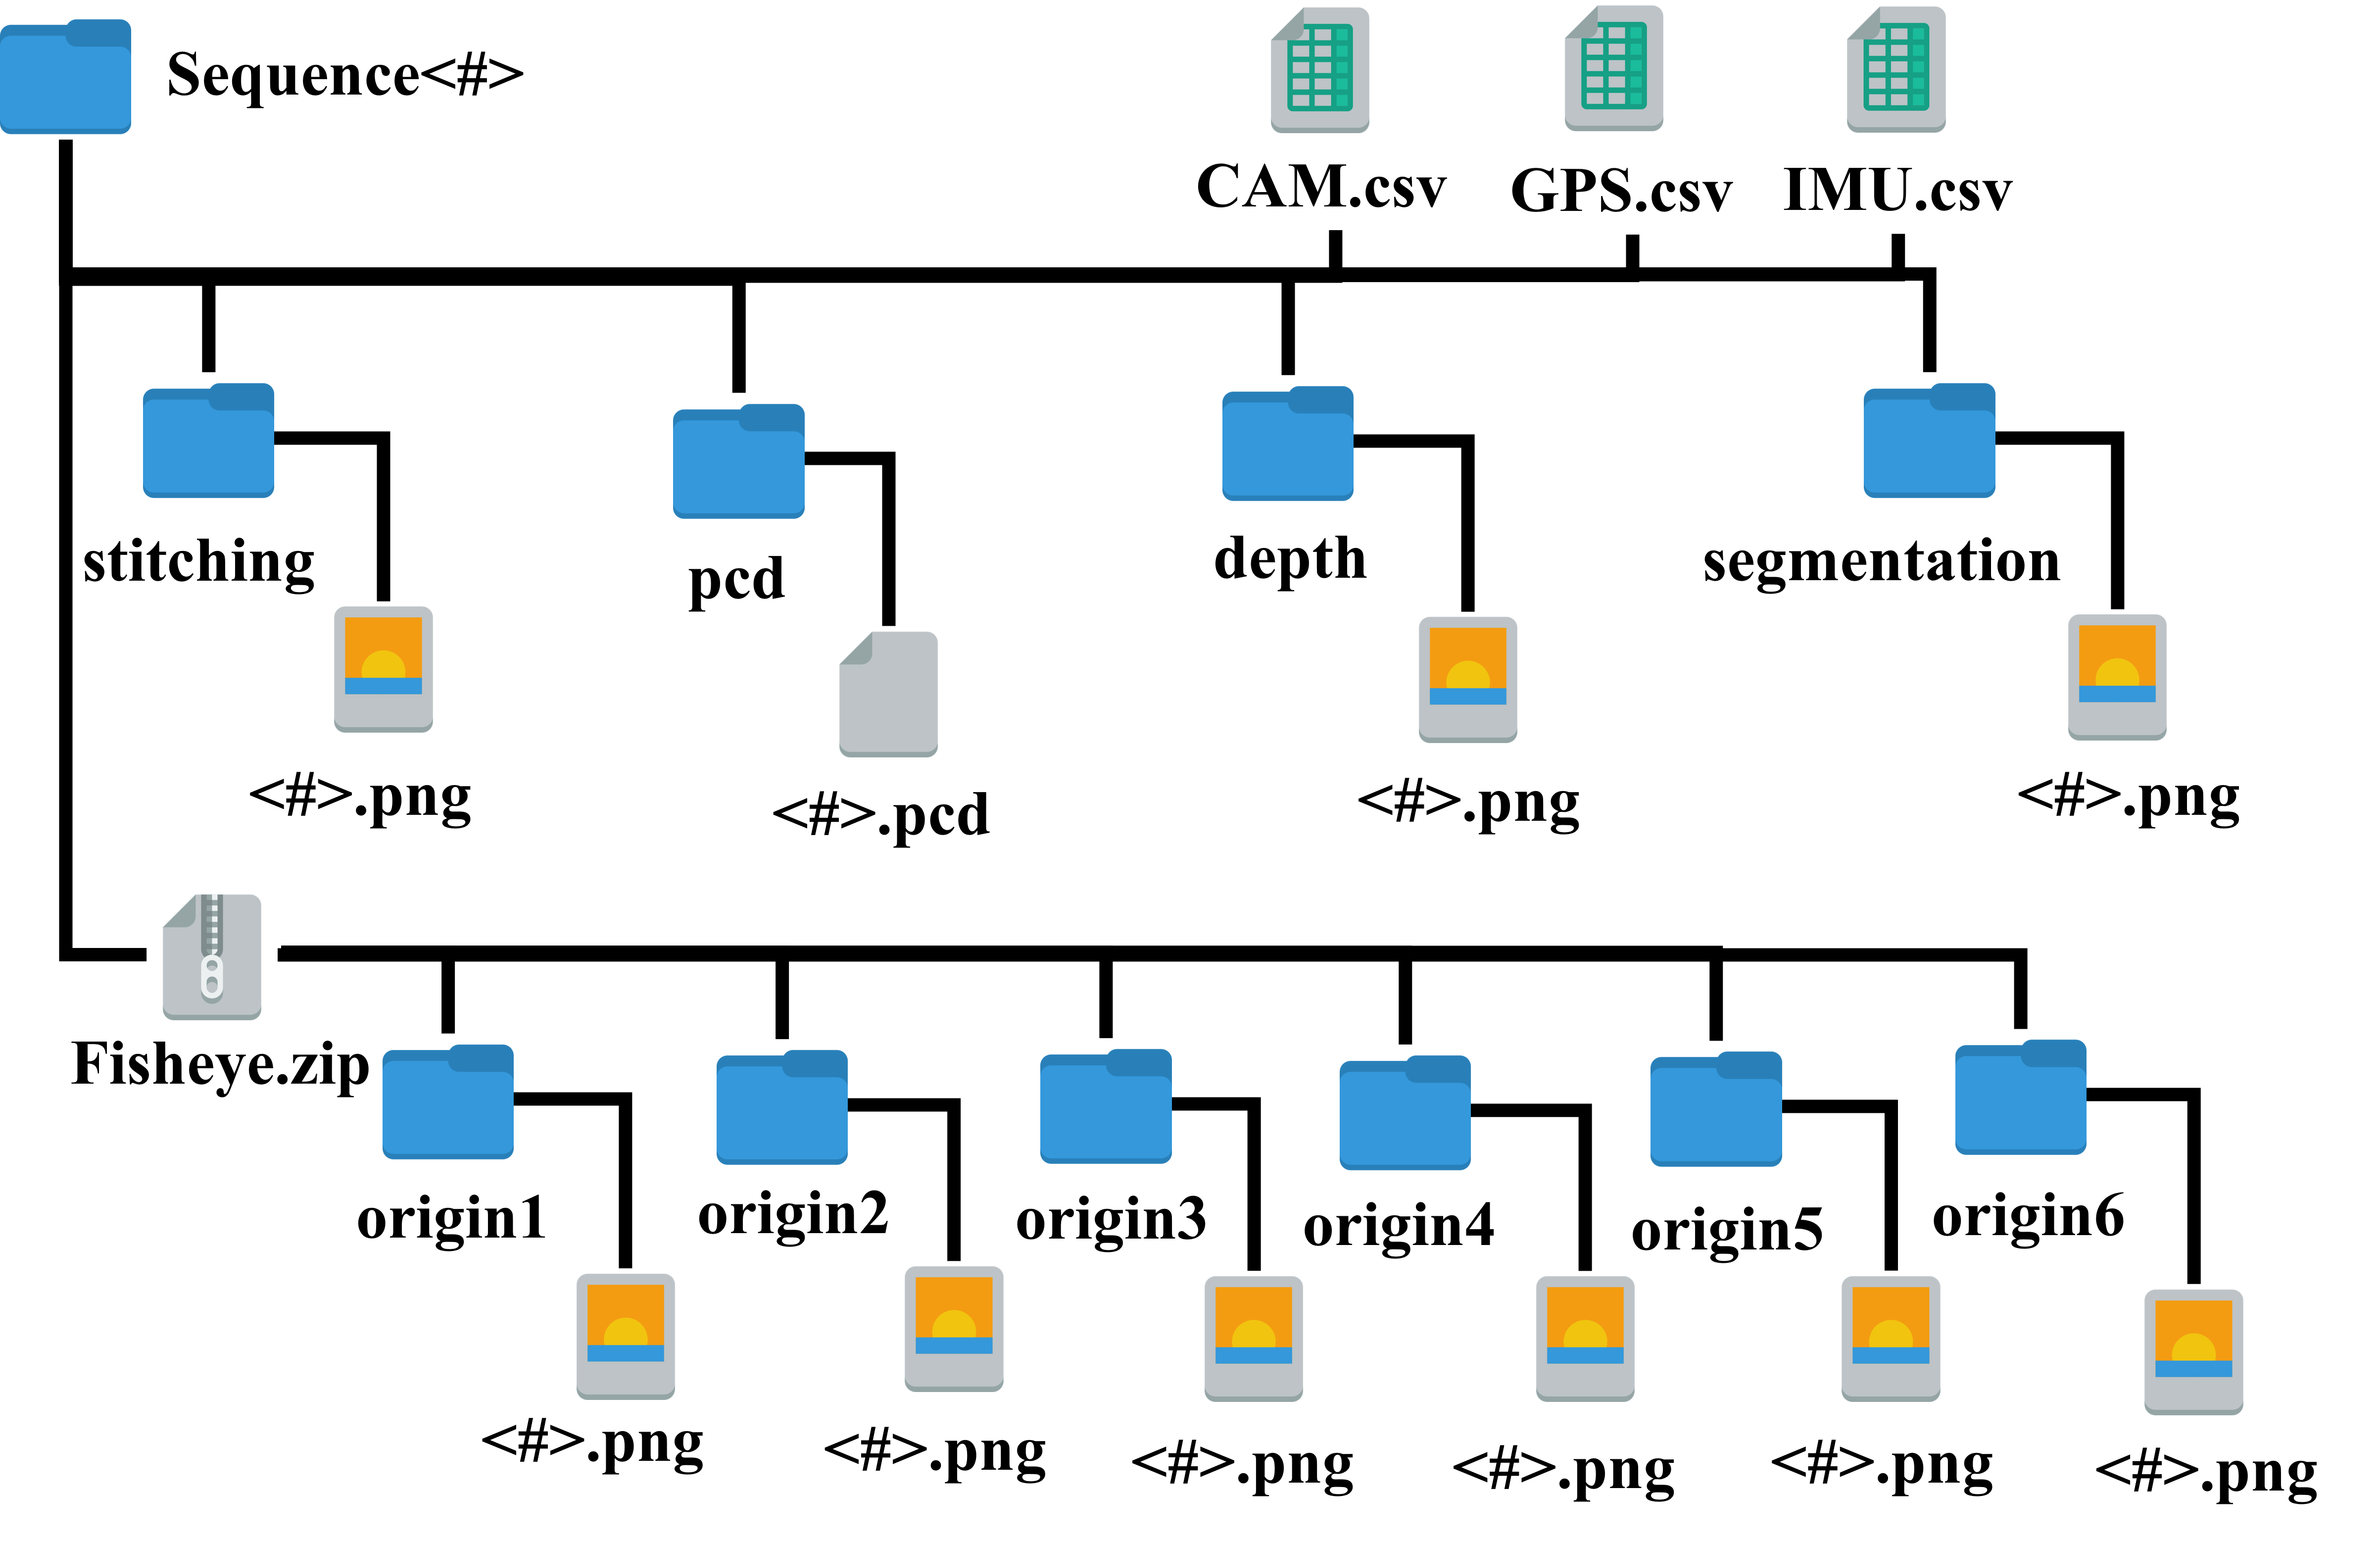 Sequence<#>
CAM.csv
GPS.csv
IMU.csv
stitching
pcd
depth
segmentation
<#>.png
<#>.pcd
<#>.png
<#>.png
Fisheye.zip
origin1
origin2
origin3
origin4
origin5
origin6
<#>.png
<#>.png
<#>.png
<#>.png
<#>.png
<#>.png